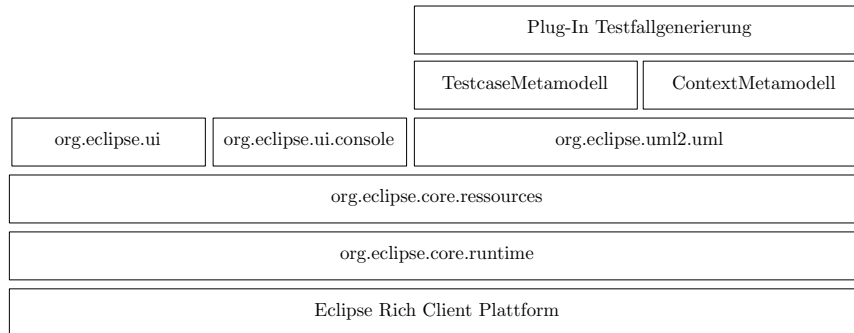 Plug-In Testfallgenerierung
TestcaseMetamodell
ContextMetamodell
org.eclipse.ui
org.eclipse.ui.console
org.eclipse.uml2.uml
org.eclipse.core.ressources
org.eclipse.core.runtime
Eclipse Rich Client Plattform